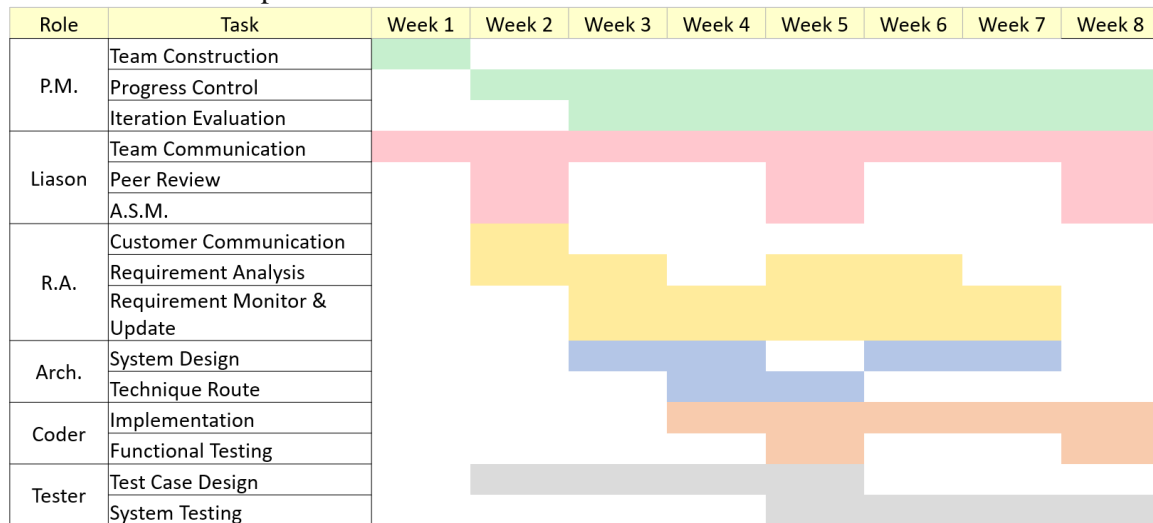 Role Task Week 1 Week 2 Week 3 Week 4 Week 5 Week 6 Week 7 Week 8
P.M.
Team Construction
Progress Control
Iteration Evaluation
Liason
Team Communication
Peer Review
A.S.M.
R.A.
Customer Communication
Requirement Analysis
Requirement Monitor &
Update
Arch.
System Design
Technique Route
Coder
Implementation
Functional Testing
Tester
Test Case Design
System Testing